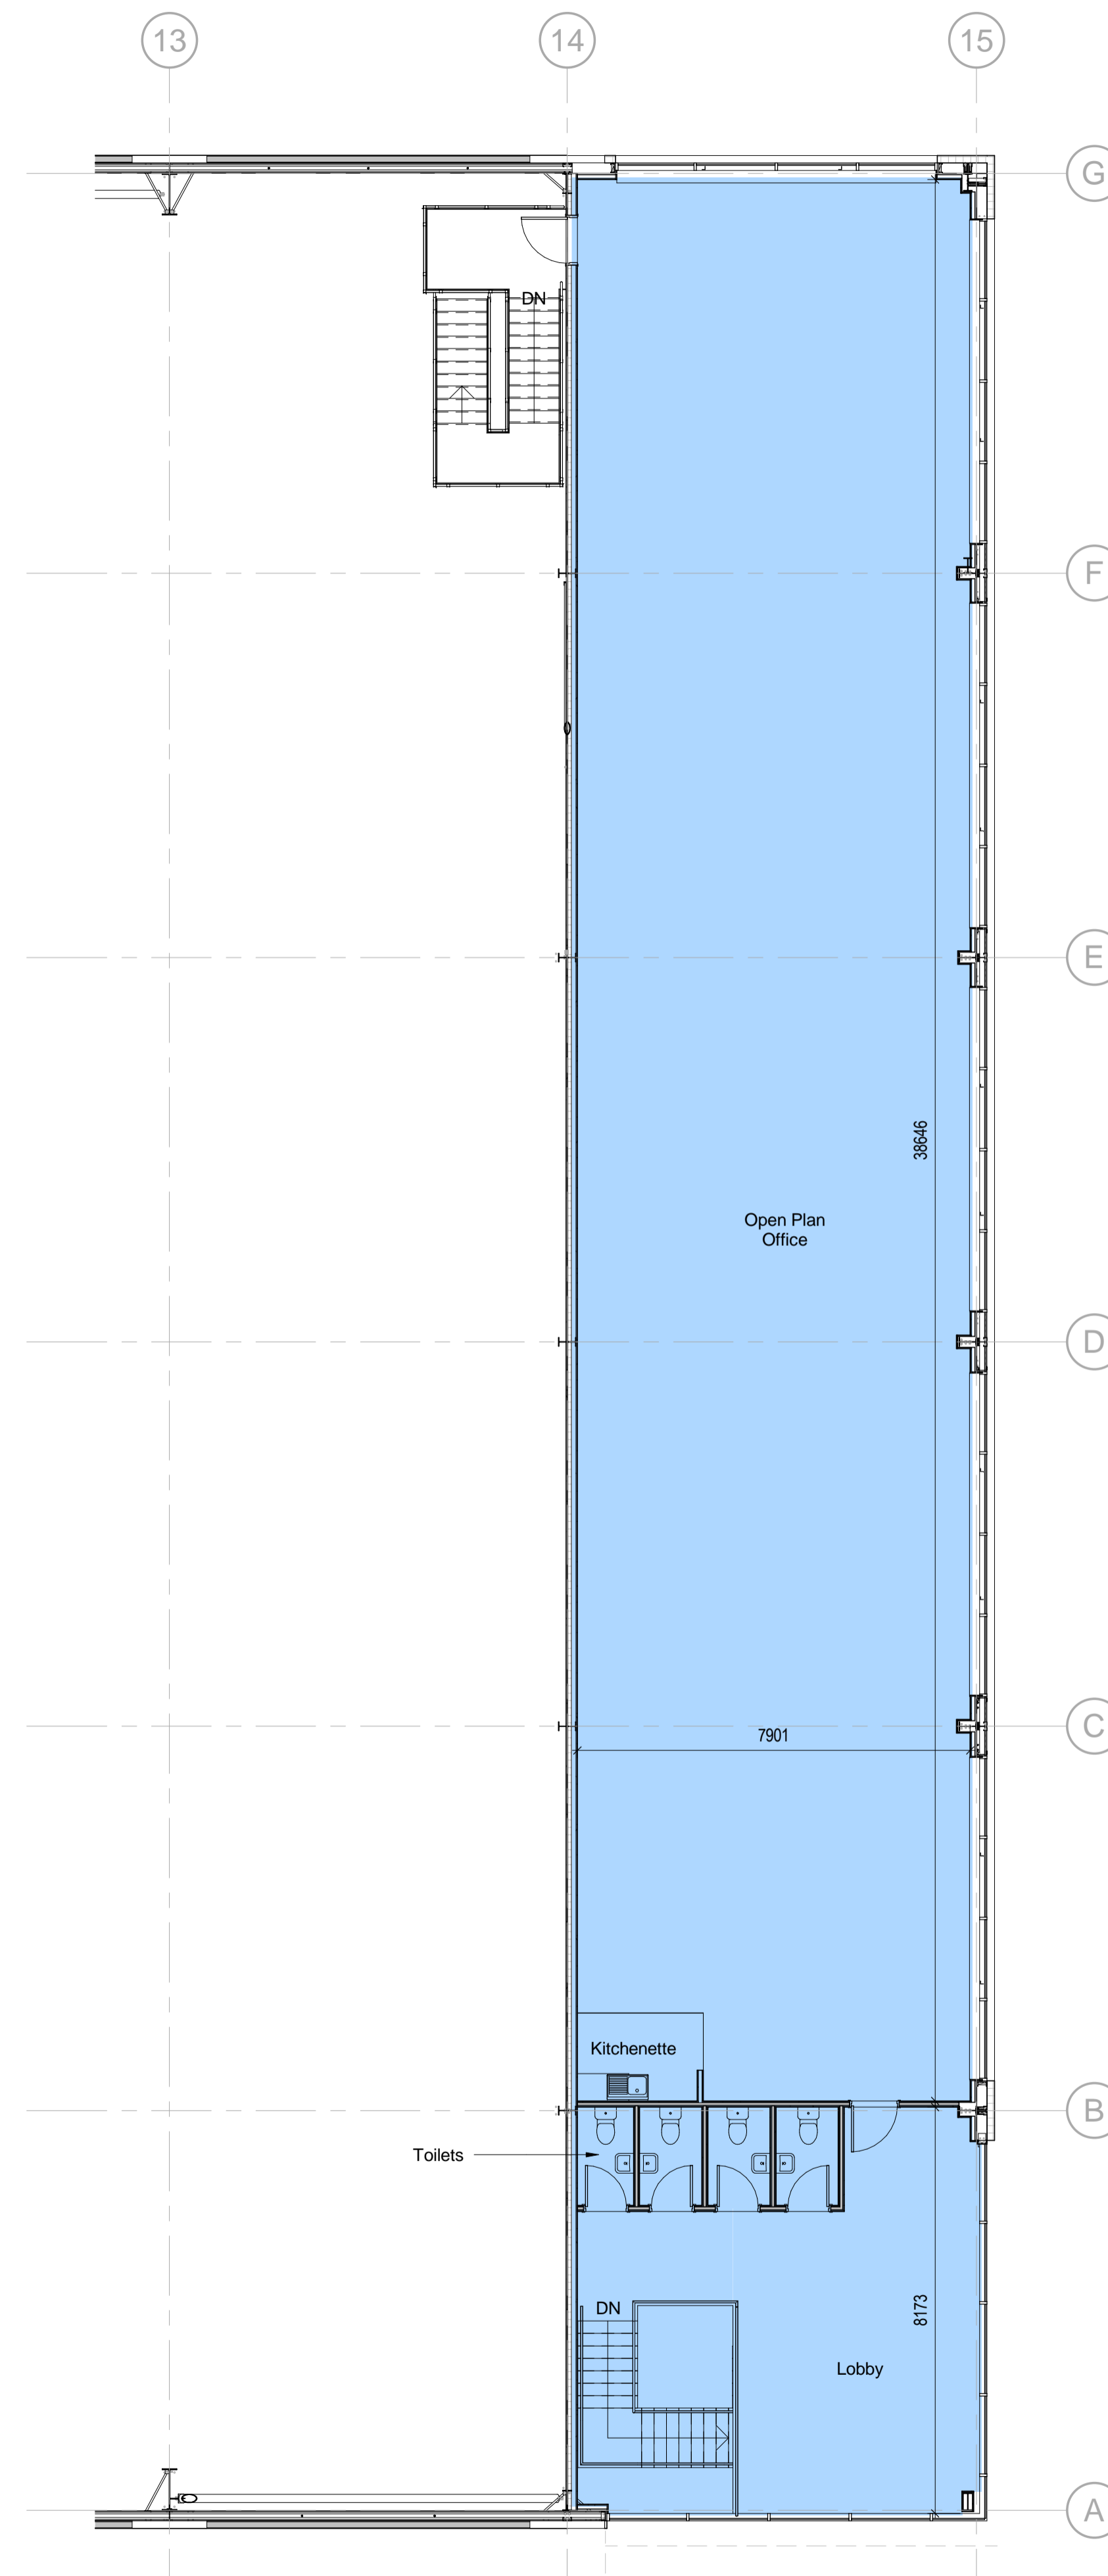 13
14
15
G
DN
F
E
38646
Open Plan
Office
D
C
7901
Kitchenette
B
Toilets
DN
8173
Lobby
A